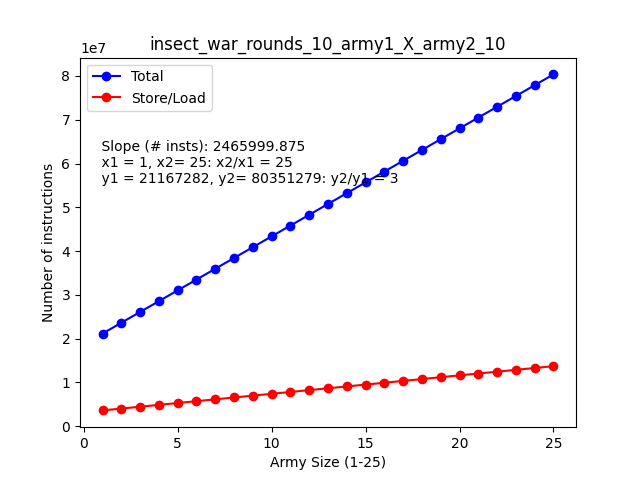 insect_war_rounds_10_army1_X_army2_10
1e7
Total
Store/Load
Slope (# insts): 2465999.875
x1 = 1, x2= 25: x2/x1 = 25
y1 = 21167282, y2= 80351279: y2/y1 = 3
Number of instructions
8
7
6
5
4
3
2
1
0
0 5 10 15 20 25
Army Size (1-25)